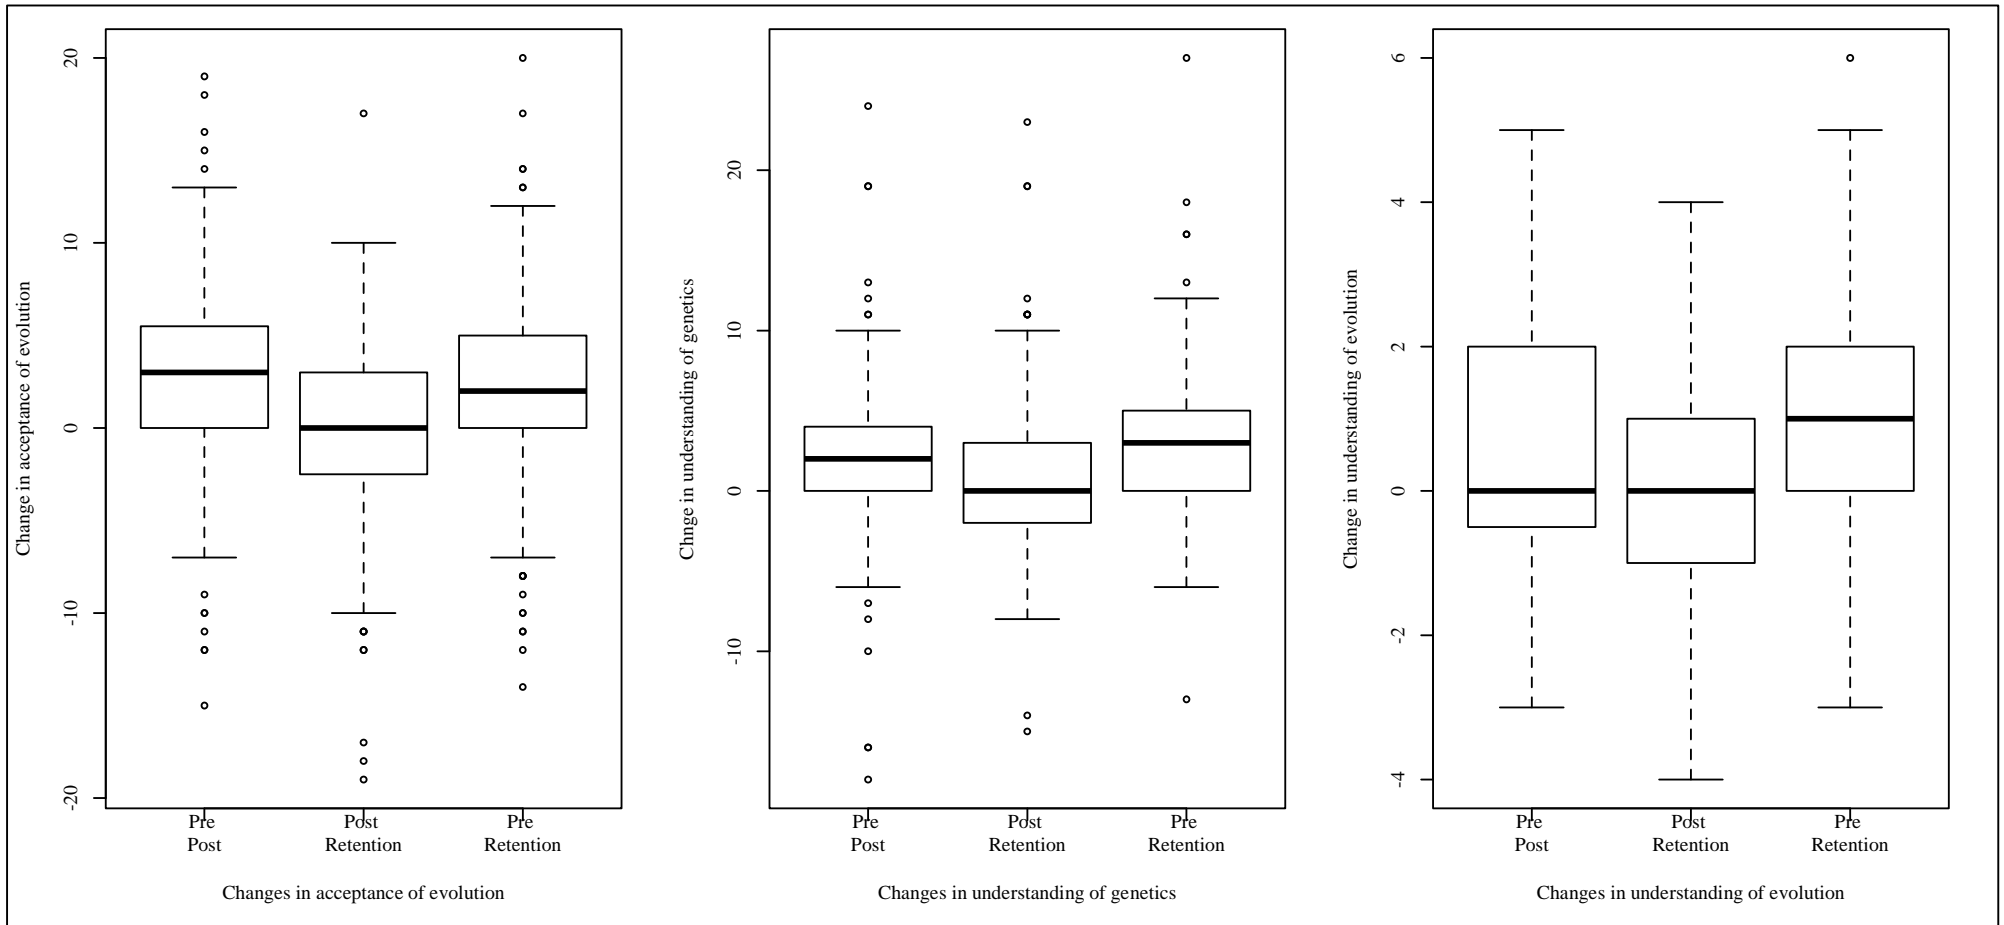 Change in acceptance of evolution
20
10
0
-10
-20
Pre
Post
Post
Retention
Pre
Retention
Changes in acceptance of evolution
Chnge in understanding of genetics
20
10
0
-10
Pre
Post
Post
Retention
Pre
Retention
Changes in understanding of genetics
Change in understanding of evolution
6
4
2
0
-2
-4
Pre
Post
Post
Retention
Pre
Retention
Changes in understanding of evolution